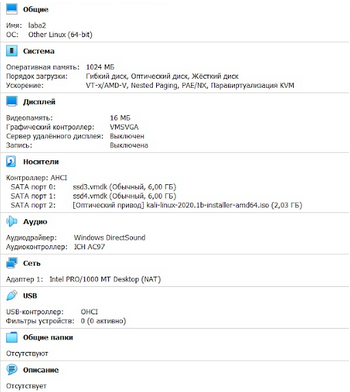 Общие
Имя: laba2
ОС: Other Linux (64-bit)
Система
Оперативная память: 1024 МБ
Порядок загрузки: Гибкий диск, Оптический диск, Жёсткий диск
Ускорение: VT-x/AMD-V, Nested Paging, PAE/NX, Паравиртуализация KVM
Дисплей
Видеопамять: 16 МБ
Графический контроллер: VMSVGA
Сервер удалённого дисплея: Выключен
Запись: Выключена
Носители
Контроллер: AHCI
SATA порт 0: ssd3.vmdk (Обычный, 6,00 ГБ)
SATA порт 1: ssd4.vmdk (Обычный, 6,00 ГБ)
SATA порт 2: [Оптический привод] kali-linux-2020.1b-installer-amd64.iso (2,03 ГБ)
Аудио
Аудиодрайвер: Windows DirectSound
Аудиоконтроллер: ICH AC97
Сеть
Адаптер 1: Intel PRO/1000 MT Desktop (NAT)
USB
USB-контроллер: OHCI
Фильтры устройств: 0 (0 активно)
Общие папки
Отсутствуют
Описание
Отсутствует